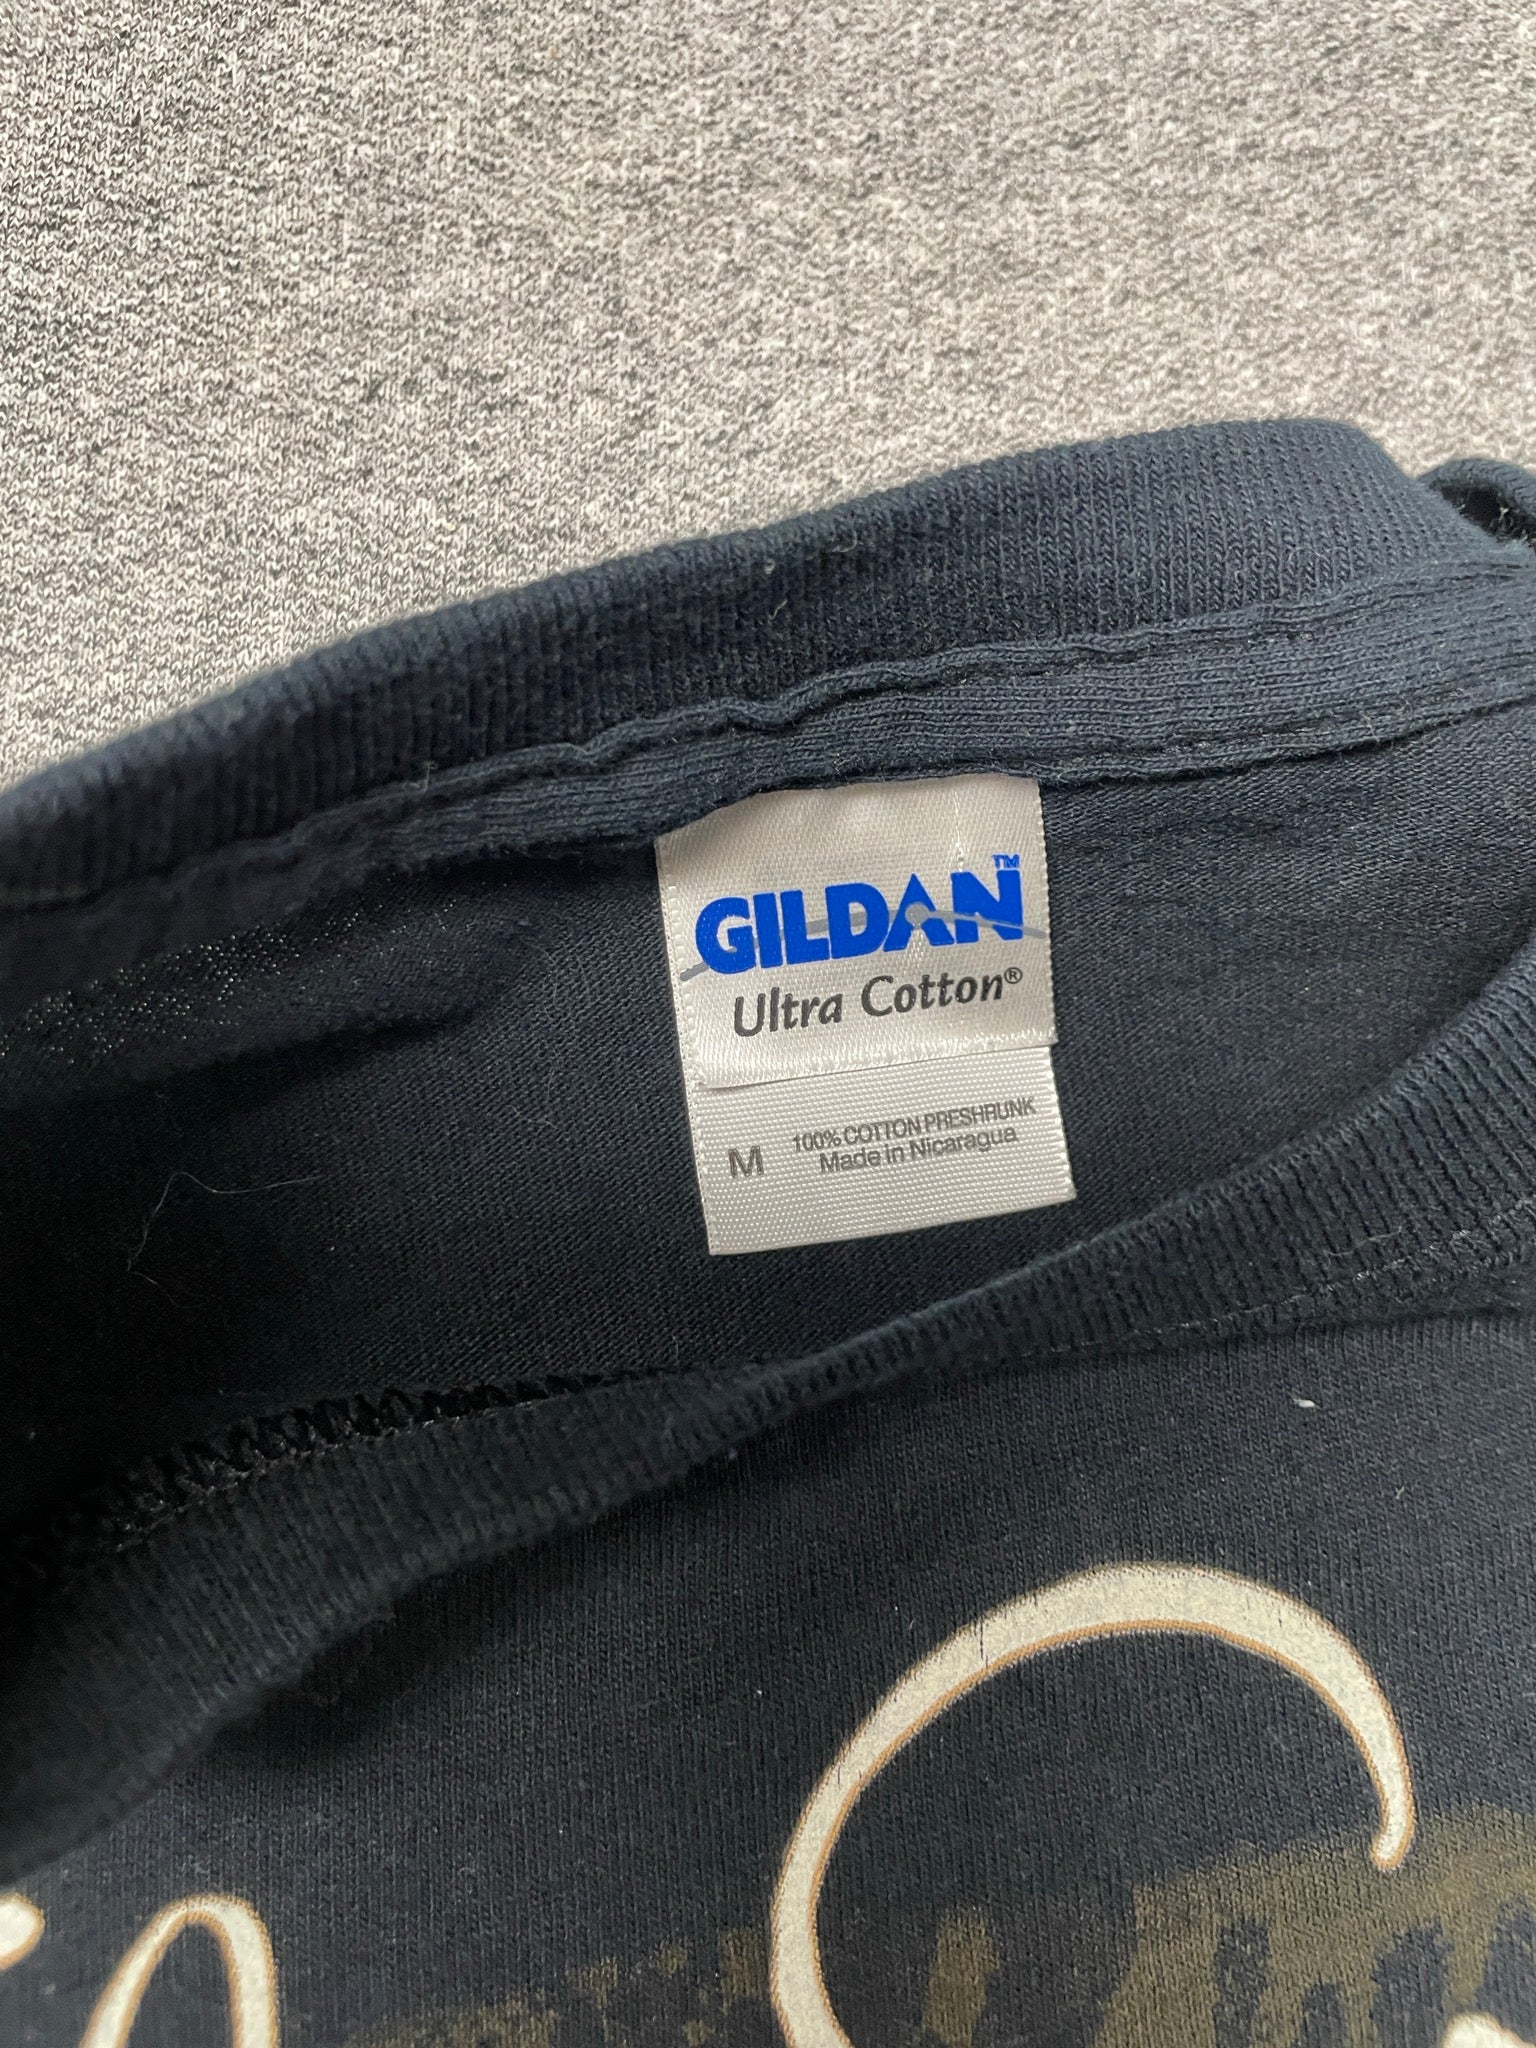 GILDAN™
Ultra Cotton®
M
100% COTTON PRESHRUNK
Made in Nicaragua